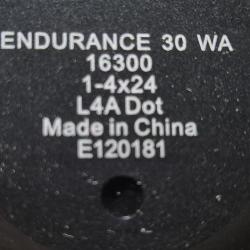 ENDURANCE 30 WA
16300
1-4x24
L4A Dot
Made in China
E120181